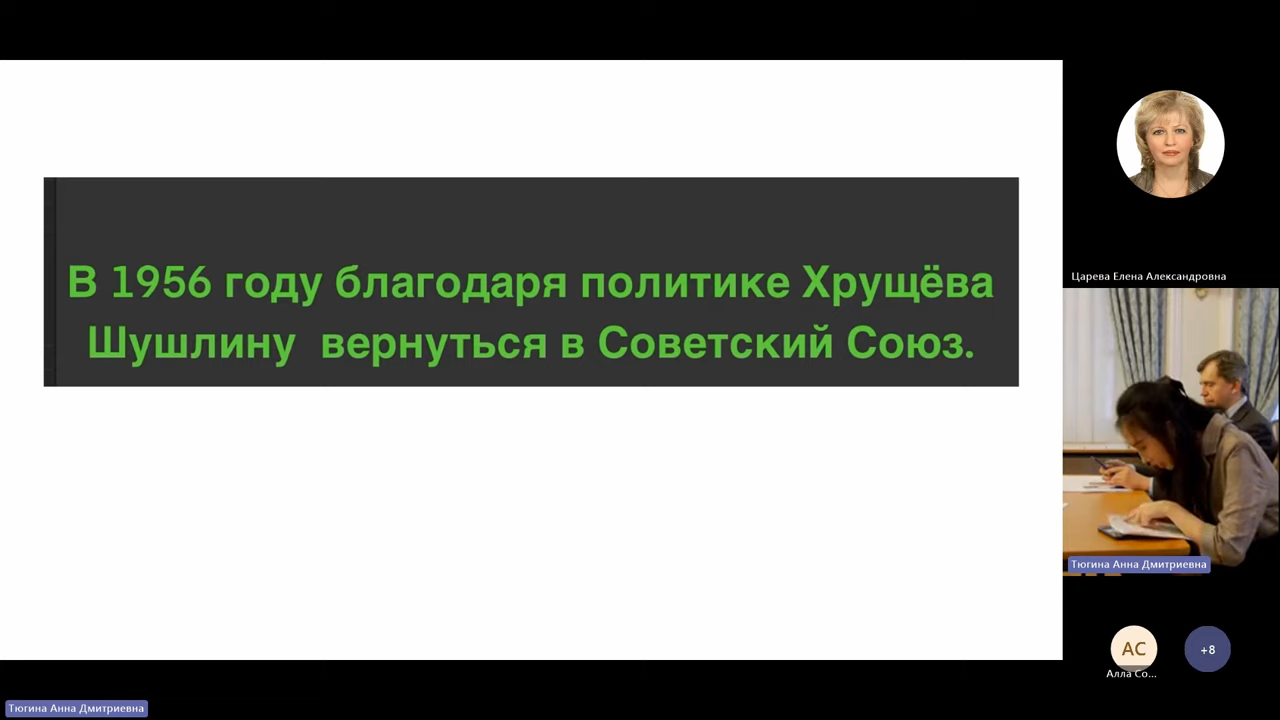 В 1956 году благодаря политике Хрущёва
Шушлину вернуться в Советский Союз.
Царева Елена Александровна
Тюгина Анна Дмитриевна
АС
Алла Со...
+8
Тюгина Анна Дмитриевна